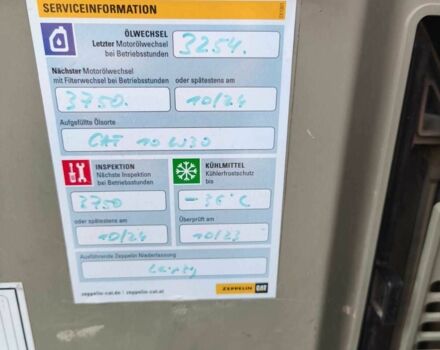 SERVICEINFORMATION
ÖLWECHSEL
Letzter Motorölwechsel
bei Betriebsstunden
3254.
Nächster Motorölwechsel
mit Filterwechsel bei Betriebsstunden
oder spätestens am
3750.
10/24
Aufgefüllte Ölsorte
CAT 10W30
INSPEKTION
Nächste Inspektion
bei Betriebsstunden
KÜHLMITTEL
Kühlerfrostschutz
bis
3750
-36°C
oder spätestens am
Überprüft am
10/24
10/23
Ausführende Zeppelin Niederlassung
zeppelin-cat.de | zeppelin-cat.at
ZEPPELIN CAT